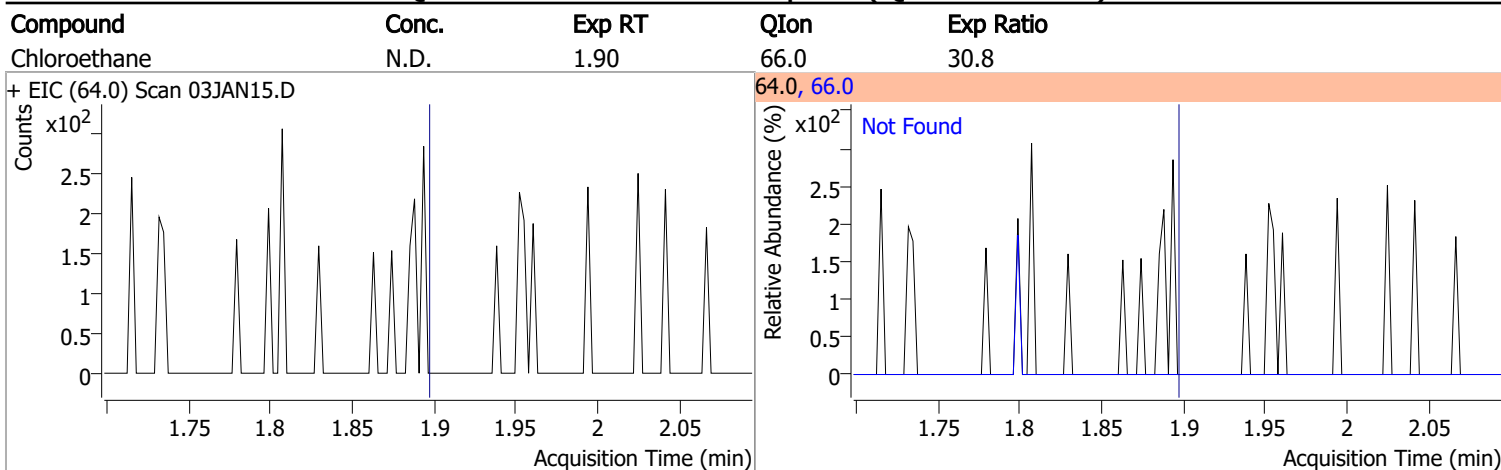 Compound Conc. Exp RT QIon Exp Ratio
Chloroethane N.D. 1.90 66.0 30.8
+ EIC (64.0) Scan 03JAN15.D
Counts
x10²
2.5
2
1.5
1
0.5
0
1.75 1.8 1.85 1.9 1.95 2 2.05
Acquisition Time (min)
64.0, 66.0
Relative Abundance (%)
x10²
Not Found
2.5
2
1.5
1
0.5
0
1.75 1.8 1.85 1.9 1.95 2 2.05
Acquisition Time (min)